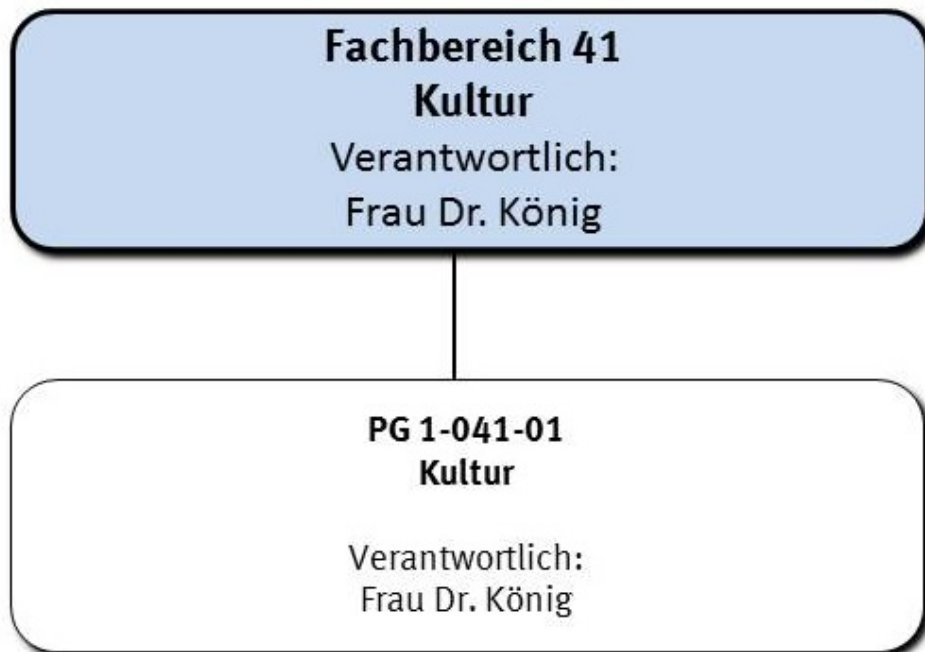 Fachbereich 41
Kultur
Verantwortlich:
Frau Dr. König
PG 1-041-01
Kultur
Verantwortlich:
Frau Dr. König